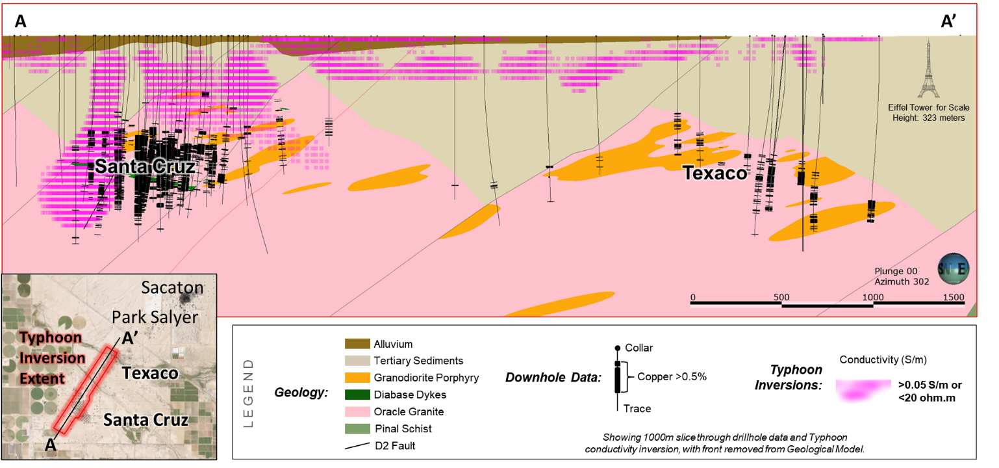 A
A’
Eiffel Tower for Scale
Height: 323 meters
Santa Cruz
Texaco
Plunge 00
Azimuth 302
E
0 500 1000 1500
Sacaton
Park Salyer
A’
Typhoon
Inversion
Extent
Texaco
Santa Cruz
A
LEGEND
Geology:
Alluvium
Tertiary Sediments
Granodiorite Porphyry
Diabase Dykes
Oracle Granite
Pinal Schist
D2 Fault
Downhole Data:
Collar
Copper >0.5%
Trace
Typhoon
Inversions:
Conductivity (S/m)
>0.05 S/m or
<20 ohm.m
Showing 1000m slice through drillhole data and Typhoon
conductivity inversion, with front removed from Geological Model.